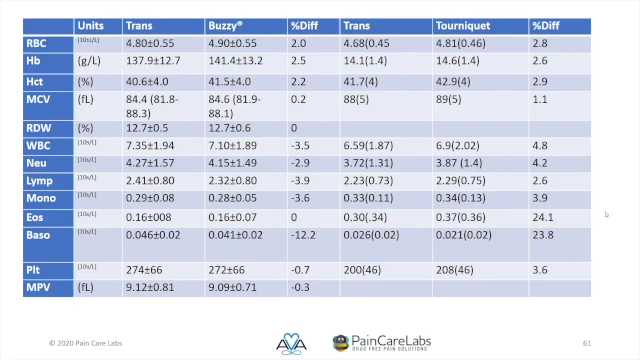 Units Trans Buzzy® %Diff Trans Tourniquet %Diff
RBC 4.80±0.55 4.90±0.55 2.0 4.68(0.45 4.81(0.46) 2.8
Hb (g/L) 137.9±12.7 141.4±13.2 2.5 14.1(1.4) 14.6(1.4) 2.6
Hct (%) 40.6±4.0 41.5±4.0 2.2 41.7(4) 42.9(4) 2.9
MCV (fL) 84.4 (81.8-88.3) 84.6 (81.9-88.1) 0.2 88(5) 89(5) 1.1
RDW (%) 12.7±0.5 12.7±0.6 0
WBC 7.35±1.94 7.10±1.89 -3.5 6.59(1.87) 6.9(2.02) 4.8
Neu 4.27±1.57 4.15±1.49 -2.9 3.72(1.31) 3.87 (1.4) 4.2
Lymp 2.41±0.80 2.32±0.80 -3.9 2.23(0.73) 2.29(0.75) 2.6
Mono 0.29±0.08 0.28±0.05 -3.6 0.33(0.11) 0.34(0.13) 3.9
Eos 0.16±008 0.16±0.07 0 0.30(.34) 0.37(0.36) 24.1
Baso 0.046±0.02 0.041±0.02 -12.2 0.026(0.02) 0.021(0.02) 23.8
Plt 274±66 272±66 -0.7 200(46) 208(46) 3.6
MPV (fL) 9.12±0.81 9.09±0.71 -0.3
© 2020 Pain Care Labs AVA PainCareLabs 61
DRUG FREE PAIN SOLUTIONS